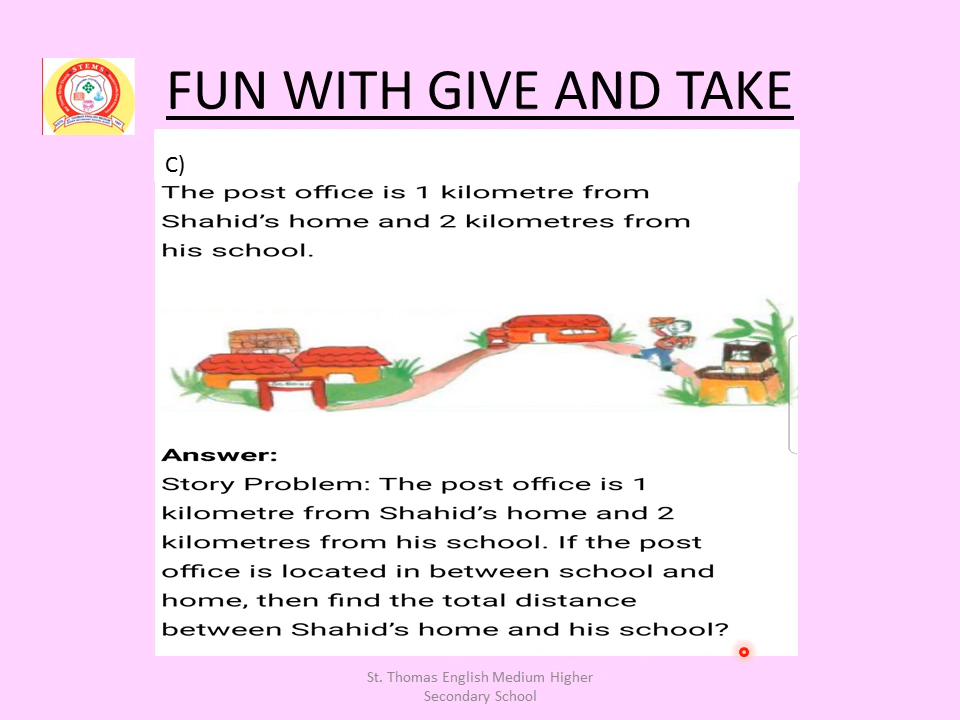 STEMS
FUN WITH GIVE AND TAKE
C)
The post office is 1 kilometre from
Shahid's home and 2 kilometres from
his school.
Answer:
Story Problem: The post office is 1
kilometre from Shahid's home and 2
kilometres from his school. If the post
office is located in between school and
home, then find the total distance
between Shahid's home and his school?
St. Thomas English Medium Higher
Secondary School